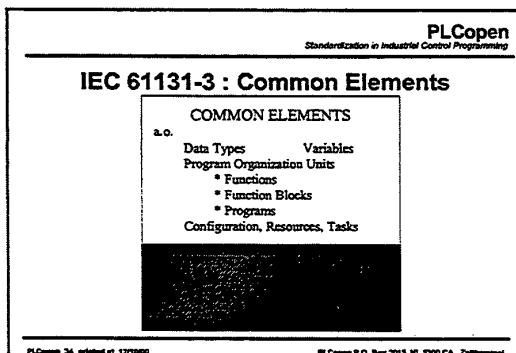 PLCopen
Standardization in Industrial Control Programming
IEC 61131-3 : Common Elements
COMMON ELEMENTS
a.o.
Data Types Variables
Program Organization Units
* Functions
* Function Blocks
* Programs
Configuration, Resources, Tasks
PLCopen